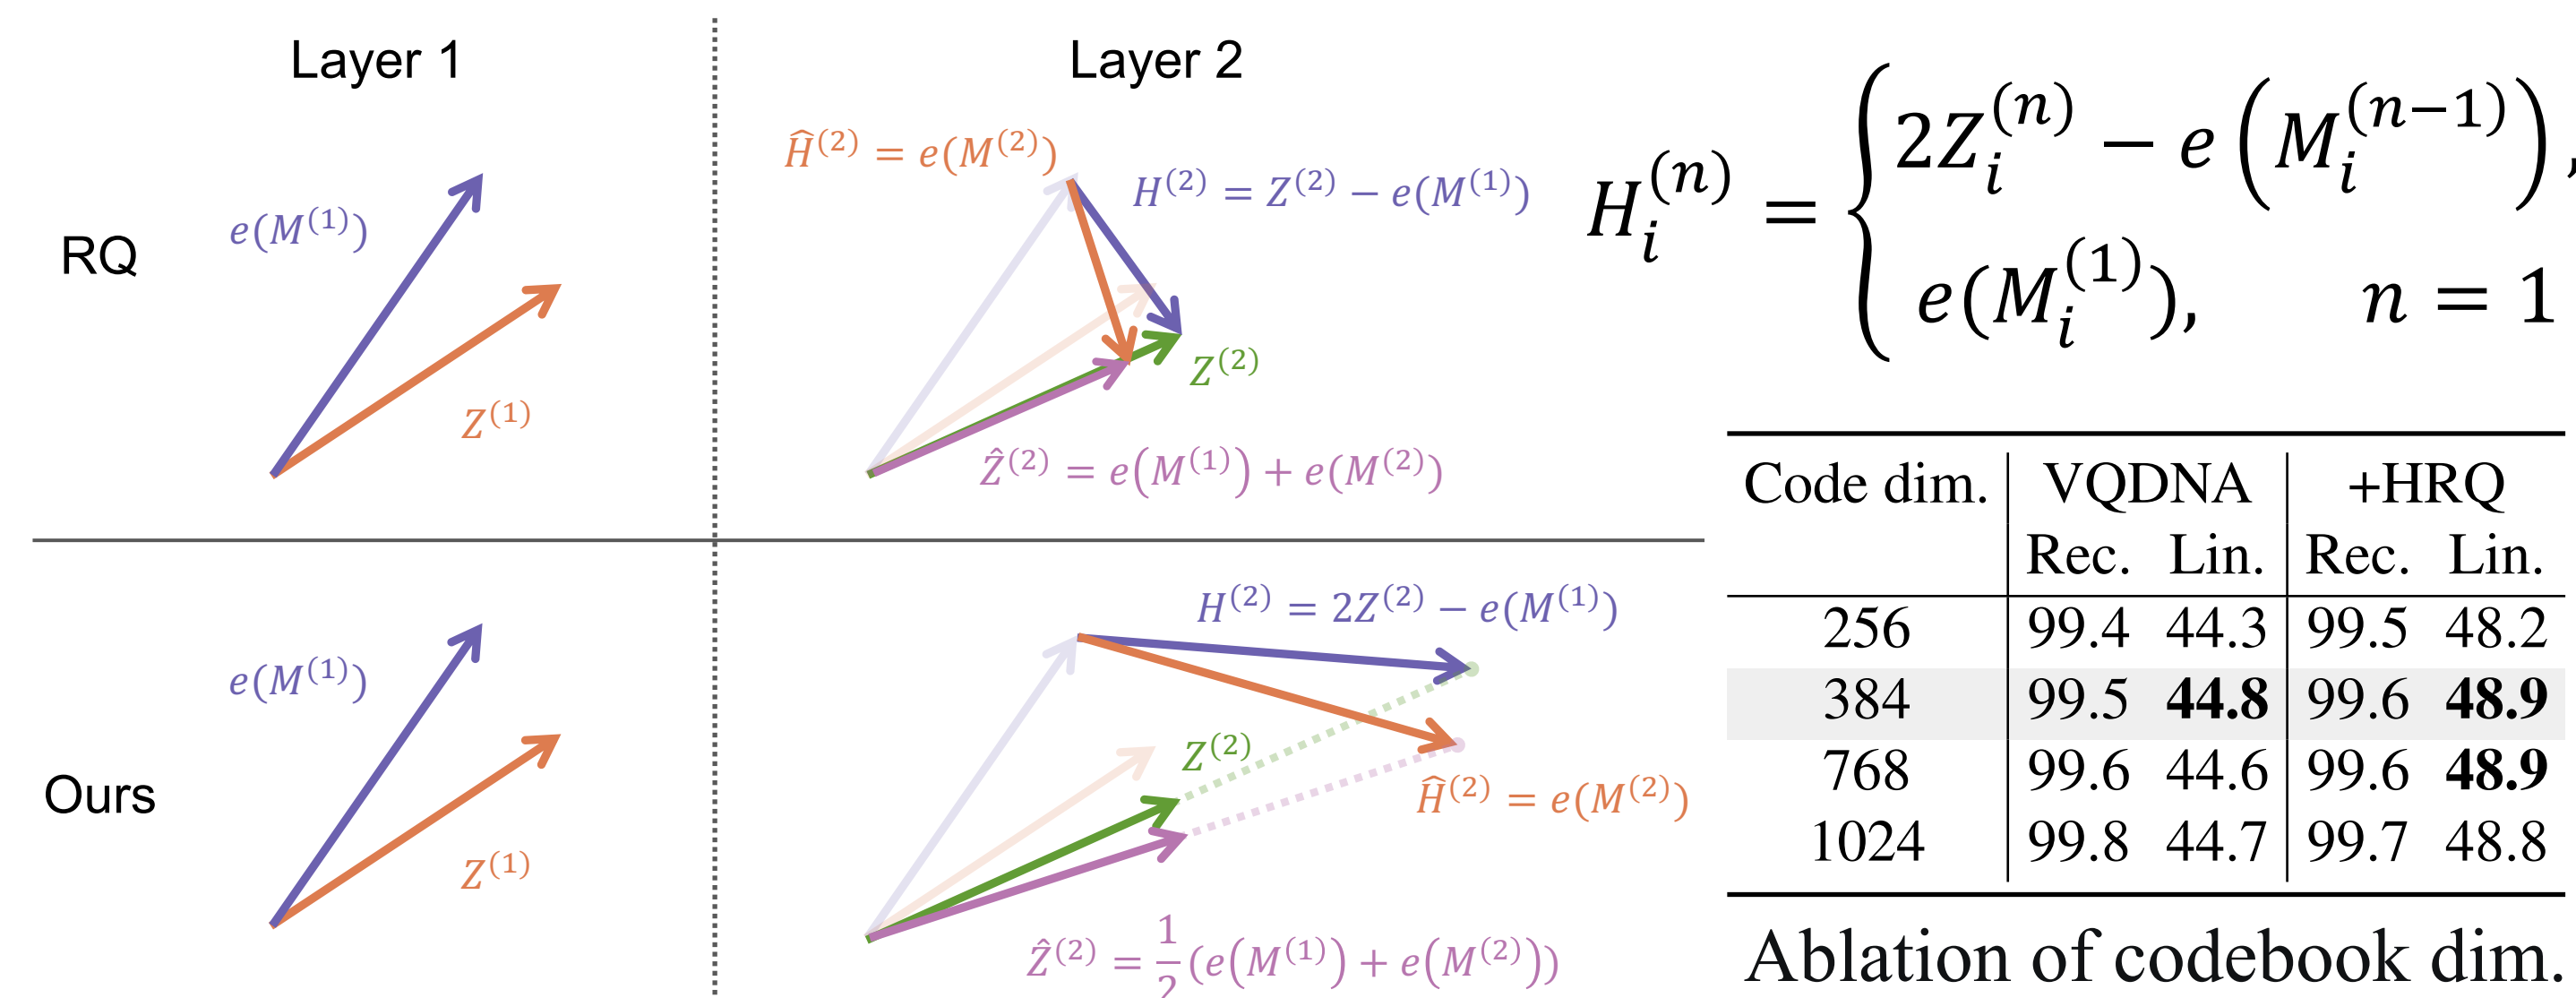 Layer 1
Layer 2
RQ
e(M^{(1)})
Z^{(1)}
Ĥ^{(2)} = e(M^{(2)})
H^{(2)} = Z^{(2)} − e(M^{(1)})
Z^{(2)}
Ẑ^{(2)} = e(M^{(1)}) + e(M^{(2)})
Ours
e(M^{(1)})
Z^{(1)}
H^{(2)} = 2Z^{(2)} − e(M^{(1)})
Z^{(2)}
Ĥ^{(2)} = e(M^{(2)})
Ẑ^{(2)} = \frac{1}{2}(e(M^{(1)}) + e(M^{(2)}))
H_i^{(n)} = { 2Z_i^{(n)} − e(M_i^{(n−1)}),
e(M_i^{(1)}), n = 1
Code dim. VQDNA +HRQ
Rec. Lin. Rec. Lin.
256 99.4 44.3 99.5 48.2
384 99.5 44.8 99.6 48.9
768 99.6 44.6 99.6 48.9
1024 99.8 44.7 99.7 48.8
Ablation of codebook dim.